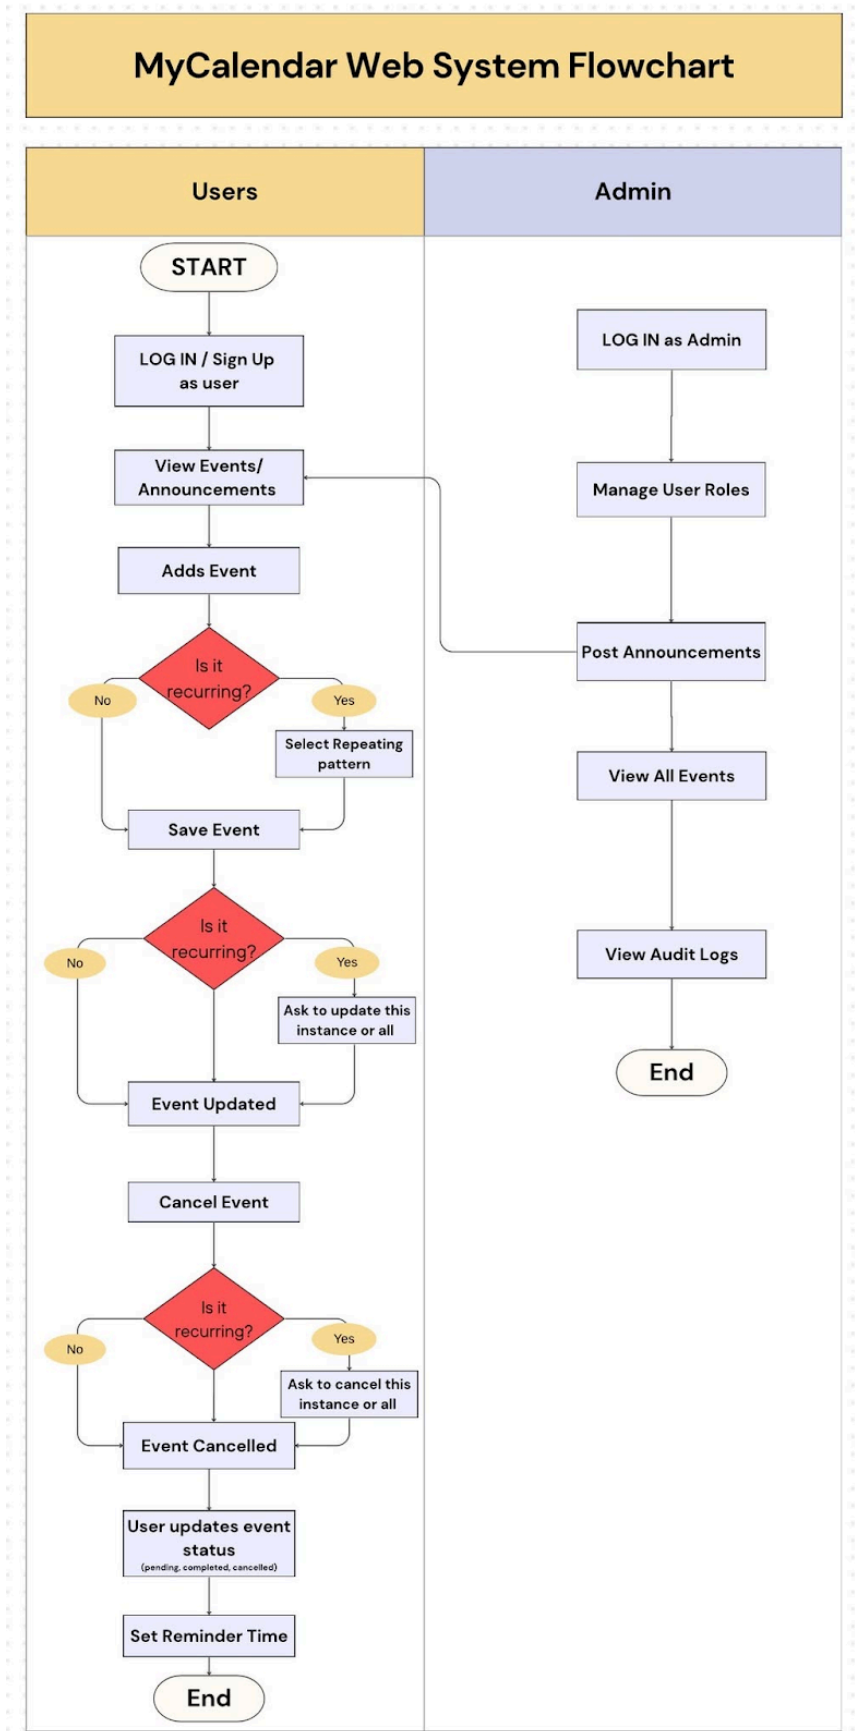 MyCalendar Web System Flowchart
Users
Admin
START
LOG IN / Sign Up
as user
View Events/
Announcements
Adds Event
Is it
recurring?
No
Yes
Select Repeating
pattern
Save Event
Is it
recurring?
No
Yes
Ask to update this
instance or all
Event Updated
Cancel Event
Is it
recurring?
No
Yes
Ask to cancel this
instance or all
Event Cancelled
User updates event
status
(pending, completed, cancelled)
Set Reminder Time
End
LOG IN as Admin
Manage User Roles
Post Announcements
View All Events
View Audit Logs
End